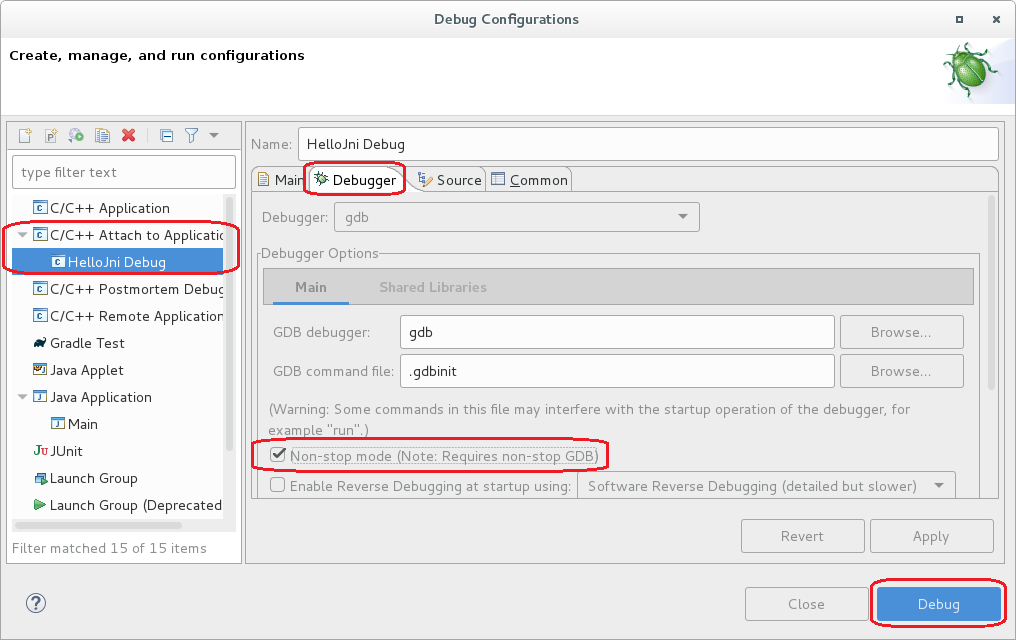 Debug Configurations
Create, manage, and run configurations
type filter text
C/C++ Application
C/C++ Attach to Applicatio
HelloJni Debug
C/C++ Postmortem Debug
C/C++ Remote Application
Gradle Test
Java Applet
Java Application
Main
JUnit
Launch Group
Launch Group (Deprecated
Filter matched 15 of 15 items
Name: HelloJni Debug
Main Debugger Source Common
Debugger: gdb
Debugger Options
Main Shared Libraries
GDB debugger: gdb Browse...
GDB command file: .gdbinit Browse...
(Warning: Some commands in this file may interfere with the startup operation of the debugger, for
example "run".)
Non-stop mode (Note: Requires non-stop GDB)
Enable Reverse Debugging at startup using: Software Reverse Debugging (detailed but slower)
Revert Apply
Close Debug